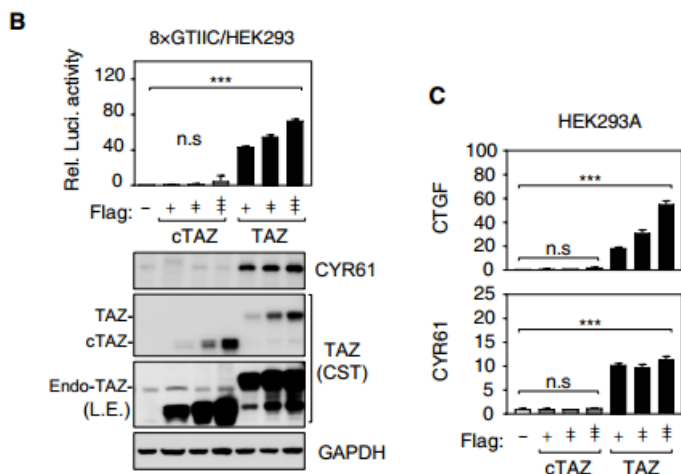 B
8×GTIIC/HEK293
Rel. Luci. activity
120
80
40
0
***
n.s
Flag: − + ‡ ⹋ + ‡ ⹋
cTAZ TAZ
CYR61
TAZ-
cTAZ-
TAZ
(CST)
Endo-TAZ-
(L.E.)
GAPDH
C
HEK293A
CTGF
100
80
60
40
20
0
***
n.s
CYR61
25
20
15
10
5
0
***
n.s
Flag: − + ‡ ⹋ + ‡ ⹋
cTAZ TAZ